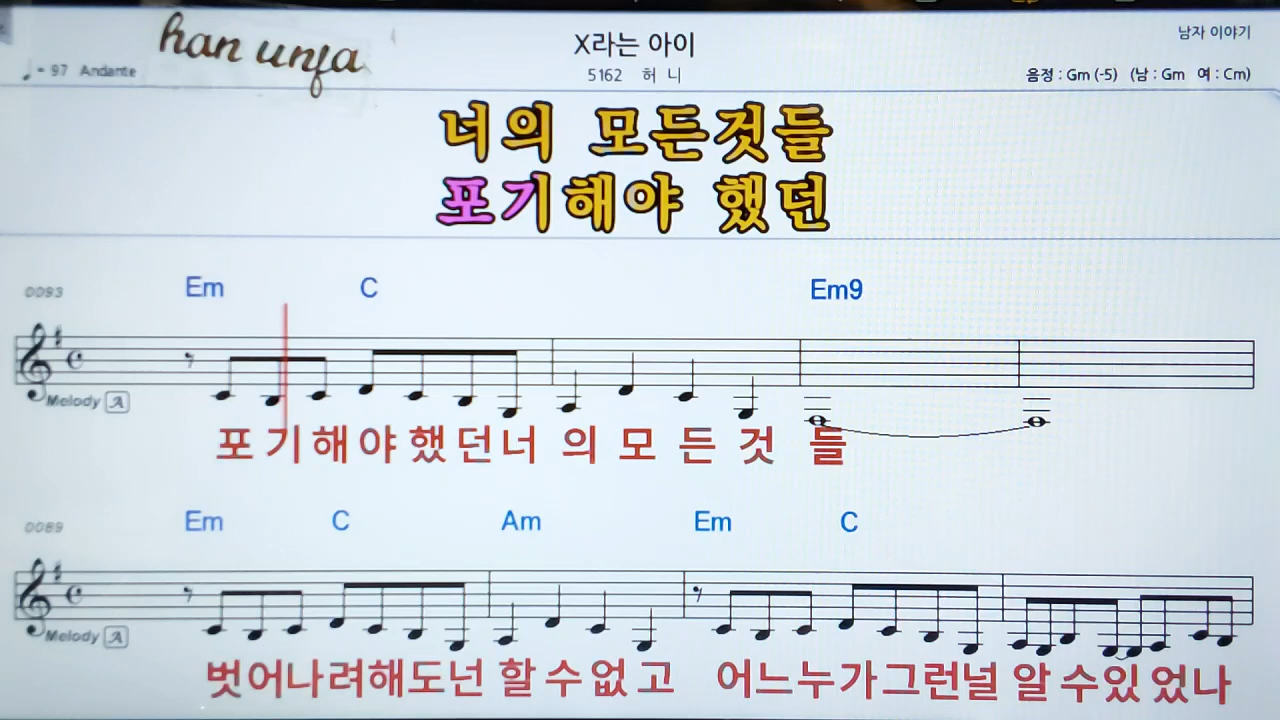 han unfa
X라는 아이
남자 이야기
♩= 97 Andante
5162 허 니
음정 : Gm (-5) (남 : Gm 여 : Cm)
너의 모든것들
포기해야 했던
0093 Em C Em9
Melody A
포 기 해 야 했 던 너 의 모 든 것 들
0089 Em C Am Em C
Melody A
벗어나려해도넌 할 수 없 고 어느누가그런널 알 수있 었나